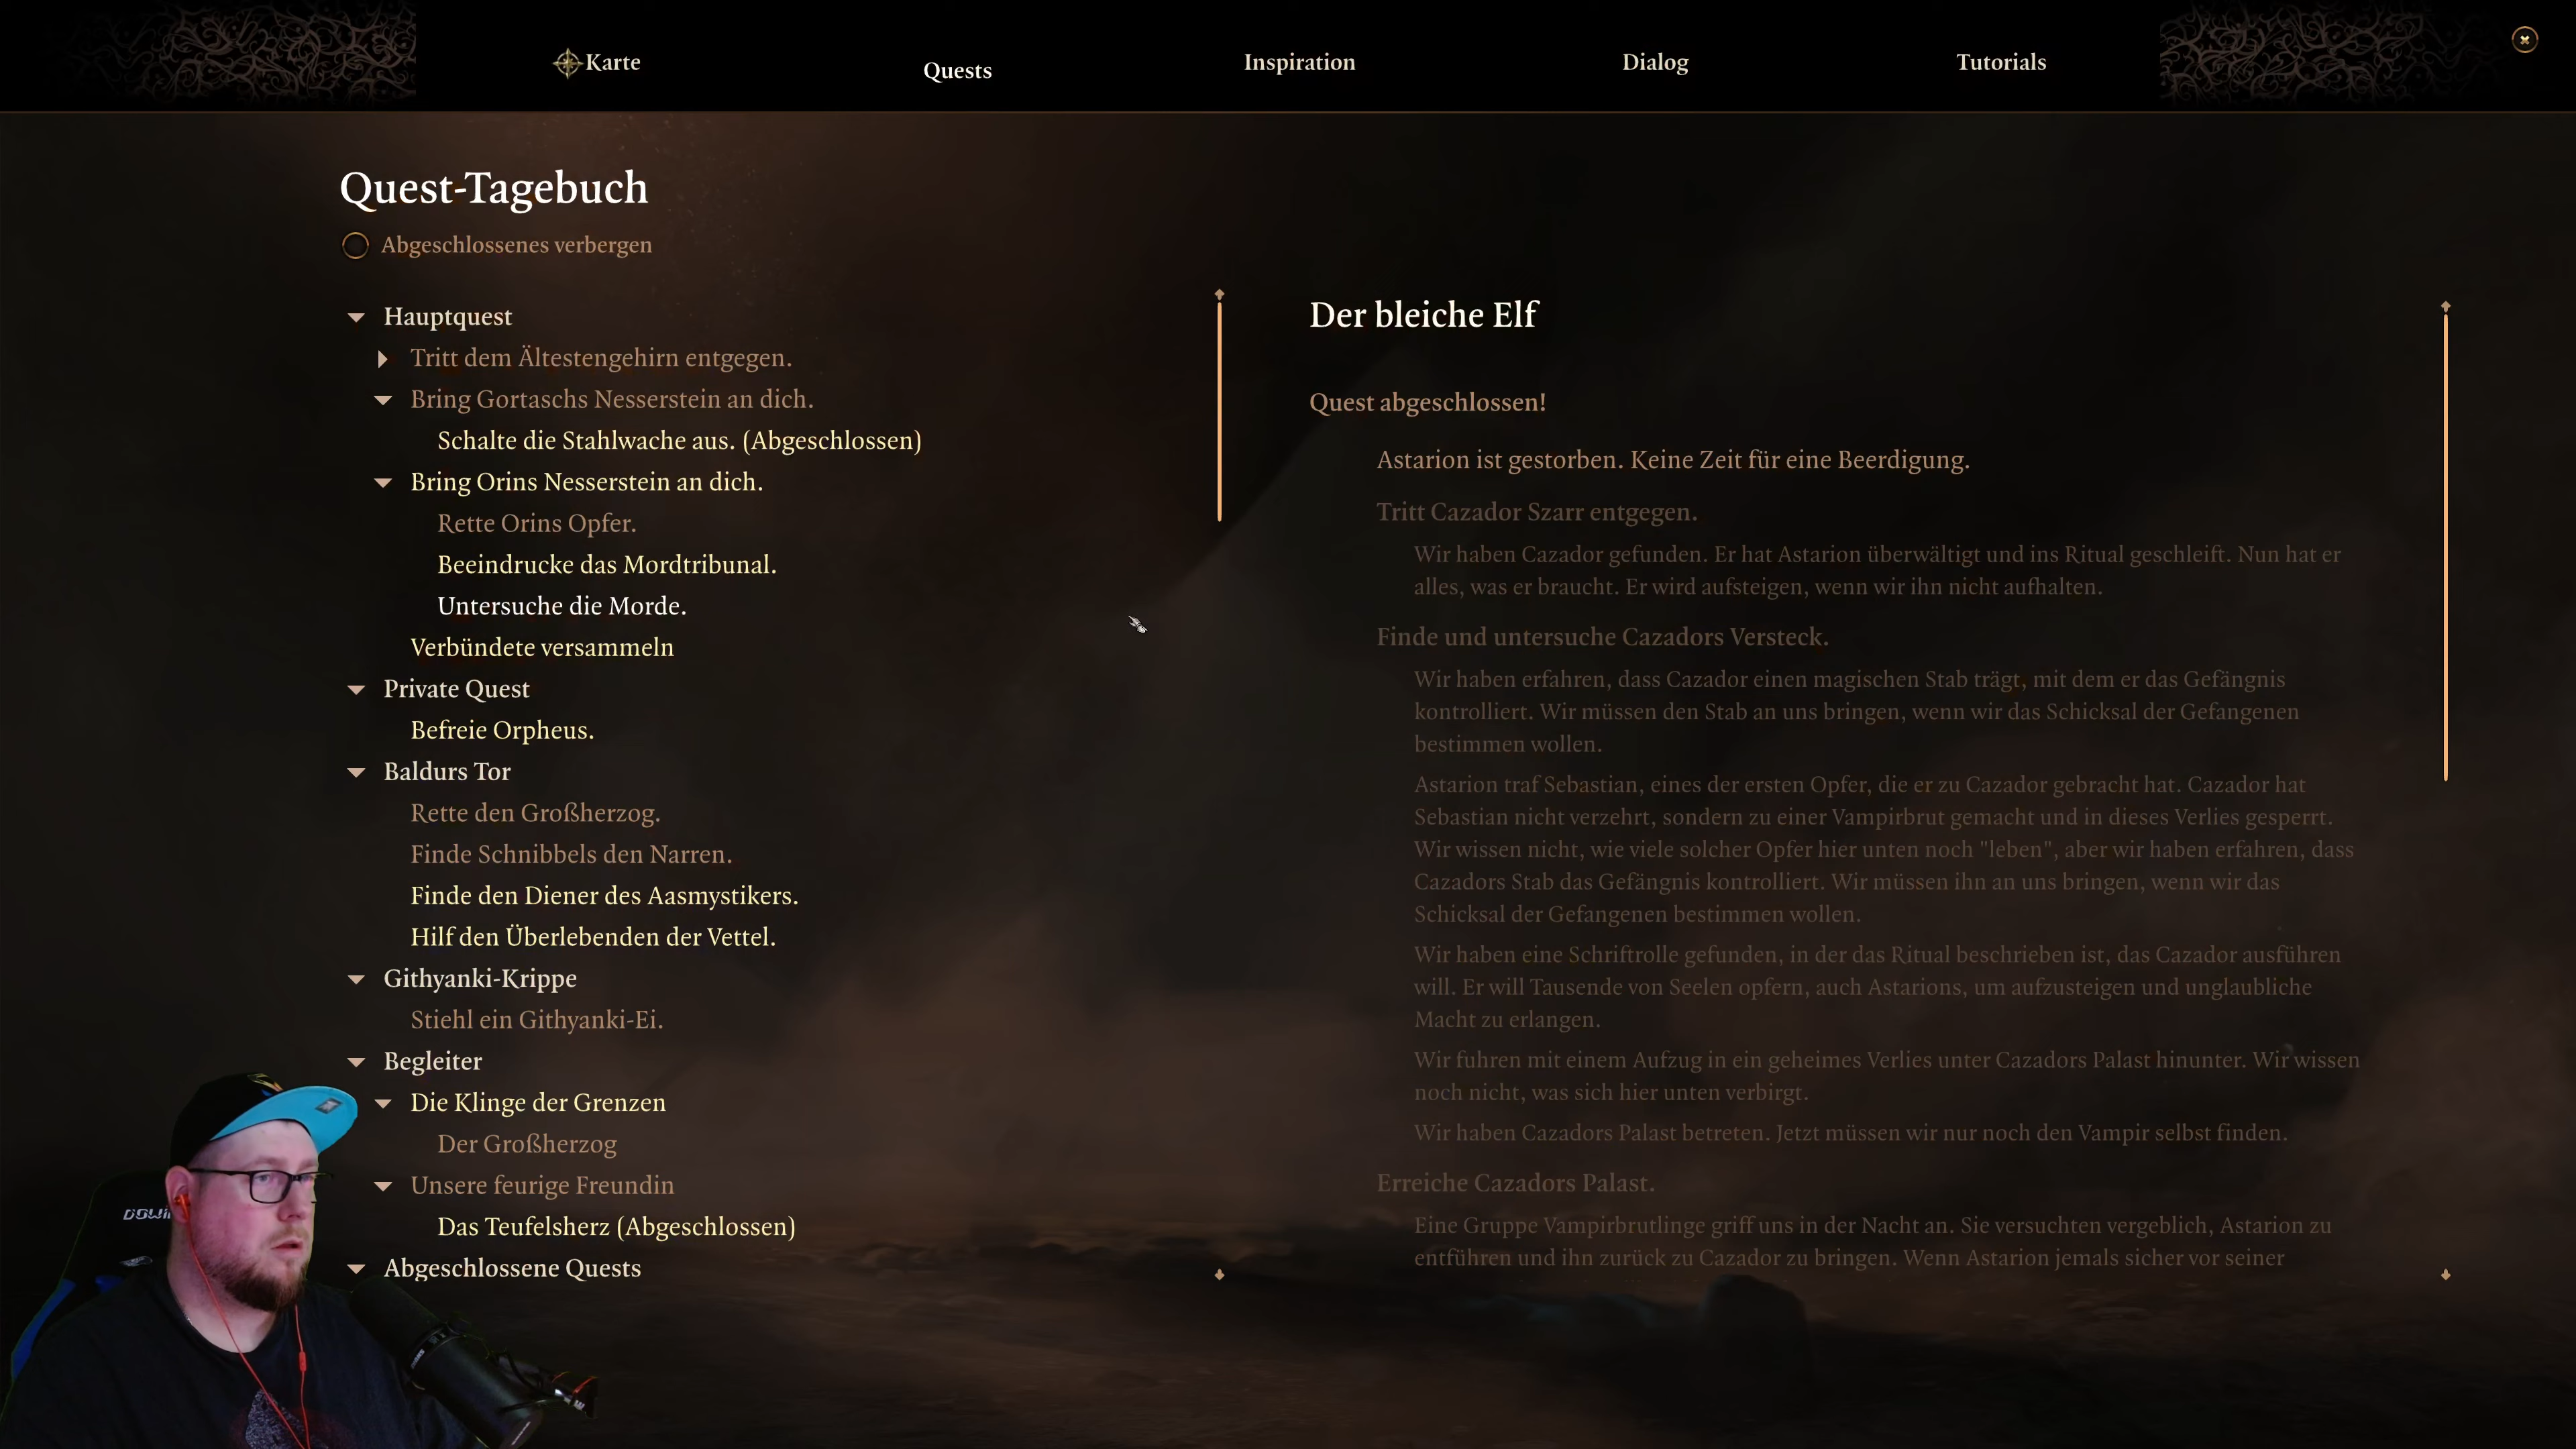 Karte
Quests
Inspiration
Dialog
Tutorials
Quest-Tagebuch
Abgeschlossenes verbergen
Hauptquest
Tritt dem Ältestengehirn entgegen.
Bring Gortaschs Nesserstein an dich.
Schalte die Stahlwache aus. (Abgeschlossen)
Bring Orins Nesserstein an dich.
Rette Orins Opfer.
Beeindrucke das Mordtribunal.
Untersuche die Morde.
Verbündete versammeln
Private Quest
Befreie Orpheus.
Baldurs Tor
Rette den Großherzog.
Finde Schnibbels den Narren.
Finde den Diener des Aasmystikers.
Hilf den Überlebenden der Vettel.
Githyanki-Krippe
Stiehl ein Githyanki-Ei.
Begleiter
Die Klinge der Grenzen
Der Großherzog
Unsere feurige Freundin
Das Teufelsherz (Abgeschlossen)
Abgeschlossene Quests
Der bleiche Elf
Quest abgeschlossen!
Astarion ist gestorben. Keine Zeit für eine Beerdigung.
Tritt Cazador Szarr entgegen.
Wir haben Cazador gefunden. Er hat Astarion überwältigt und ins Ritual geschleift. Nun hat er
alles, was er braucht. Er wird aufsteigen, wenn wir ihn nicht aufhalten.
Finde und untersuche Cazadors Versteck.
Wir haben erfahren, dass Cazador einen magischen Stab trägt, mit dem er das Gefängnis
kontrolliert. Wir müssen den Stab an uns bringen, wenn wir das Schicksal der Gefangenen
bestimmen wollen.
Astarion traf Sebastian, eines der ersten Opfer, die er zu Cazador gebracht hat. Cazador hat
Sebastian nicht verzehrt, sondern zu einer Vampirbrut gemacht und in dieses Verlies gesperrt.
Wir wissen nicht, wie viele solcher Opfer hier unten noch "leben", aber wir haben erfahren, dass
Cazadors Stab das Gefängnis kontrolliert. Wir müssen ihn an uns bringen, wenn wir das
Schicksal der Gefangenen bestimmen wollen.
Wir haben eine Schriftrolle gefunden, in der das Ritual beschrieben ist, das Cazador ausführen
will. Er will Tausende von Seelen opfern, auch Astarions, um aufzusteigen und unglaubliche
Macht zu erlangen.
Wir fuhren mit einem Aufzug in ein geheimes Verlies unter Cazadors Palast hinunter. Wir wissen
noch nicht, was sich hier unten verbirgt.
Wir haben Cazadors Palast betreten. Jetzt müssen wir nur noch den Vampir selbst finden.
Erreiche Cazadors Palast.
Eine Gruppe Vampirbrutlinge griff uns in der Nacht an. Sie versuchten vergeblich, Astarion zu
entführen und ihn zurück zu Cazador zu bringen. Wenn Astarion jemals sicher vor seiner